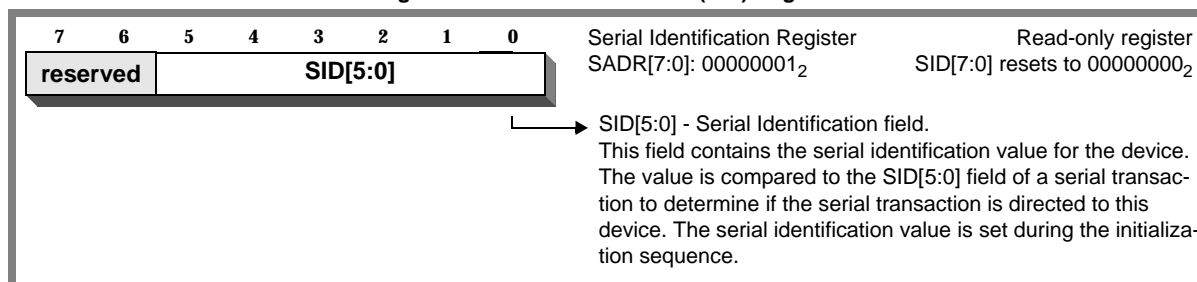 7 6 5 4 3 2 1 0
reserved SID[5:0]
Serial Identification Register Read-only register
SADR[7:0]: 00000001₂ SID[7:0] resets to 00000000₂
SID[5:0] - Serial Identification field.
This field contains the serial identification value for the device.
The value is compared to the SID[5:0] field of a serial transac-
tion to determine if the serial transaction is directed to this
device. The serial identification value is set during the initializa-
tion sequence.